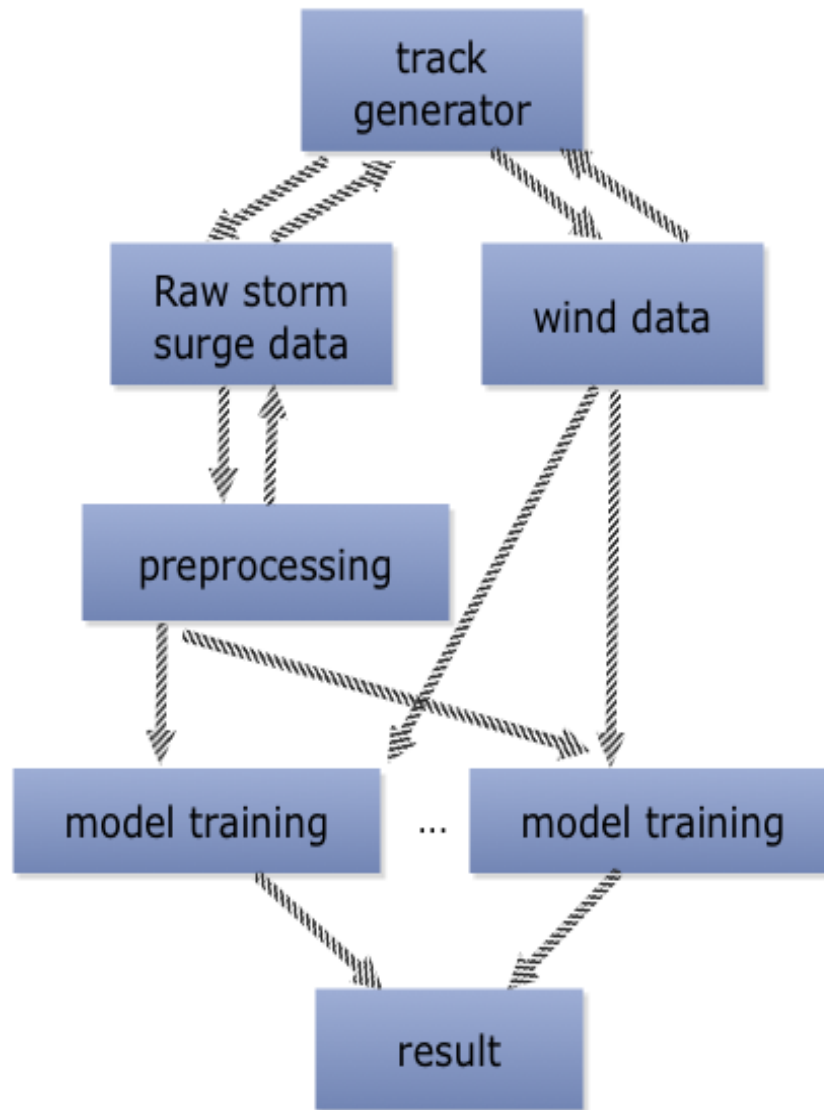 track
generator
Raw storm
surge data
wind data
preprocessing
model training
...
model training
result